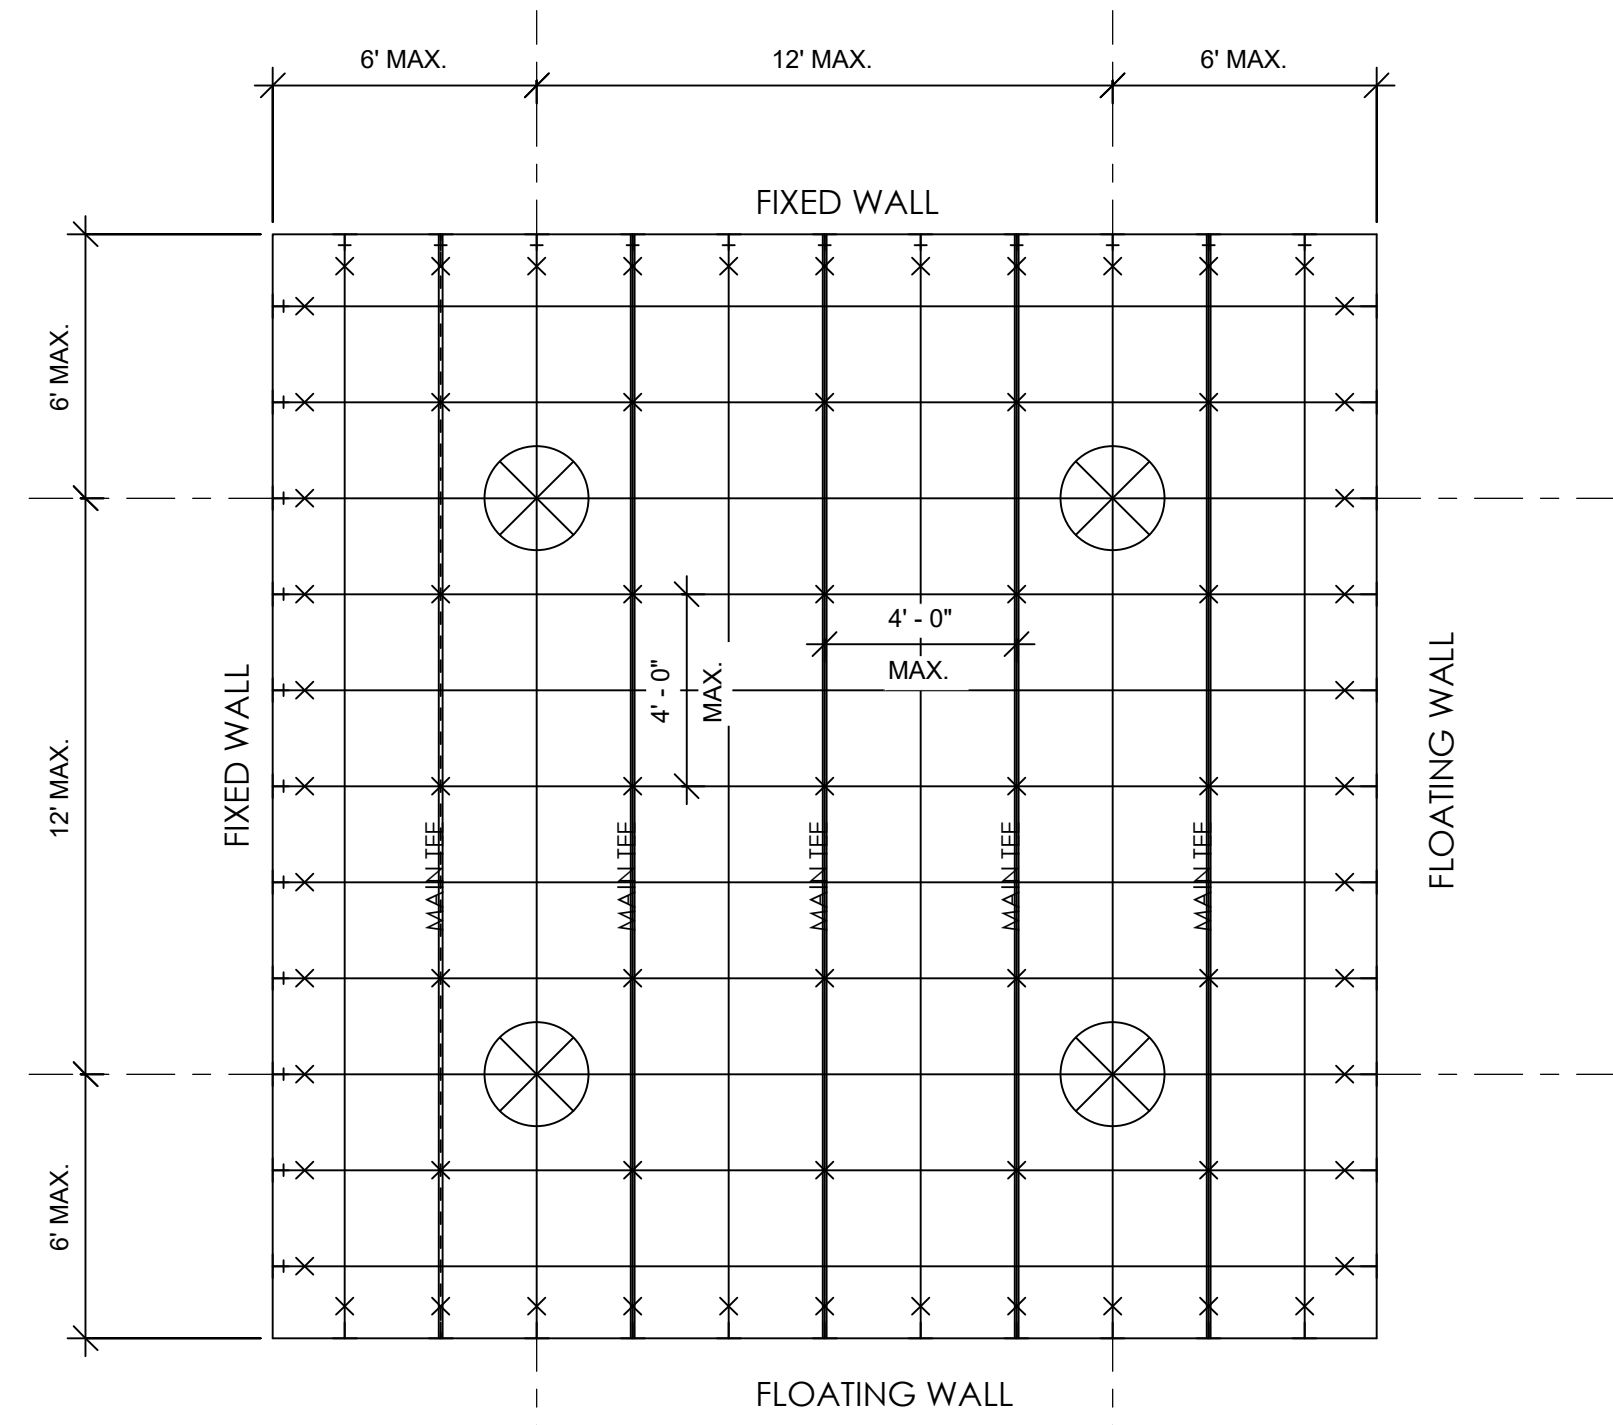 6' MAX.
12' MAX.
6' MAX.
FIXED WALL
6' MAX.
12' MAX.
6' MAX.
FIXED WALL
4' - 0"
MAX.
4' - 0"
MAX.
MAIN TEE
MAIN TEE
MAIN TEE
MAIN TEE
MAIN TEE
FLOATING WALL
FLOATING WALL